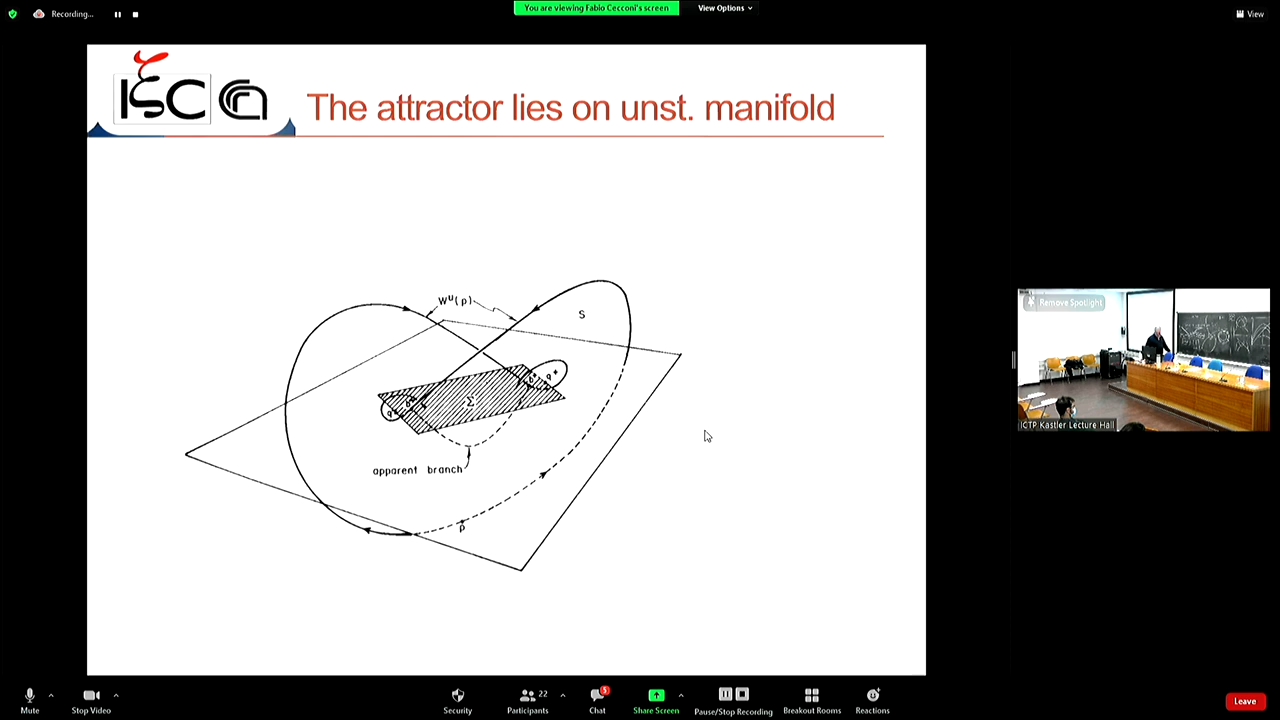 Recording...
You are viewing Fabio Cecconi's screen
View Options
View
ISC
The attractor lies on unst. manifold
Wᵘ(p)
S
Σ
a⁺
apparent branch
p
Remove Spotlight
ICTP Kastler Lecture Hall
Mute
Stop Video
Security
Participants
22
Chat
5
Share Screen
Pause/Stop Recording
Breakout Rooms
Reactions
Leave